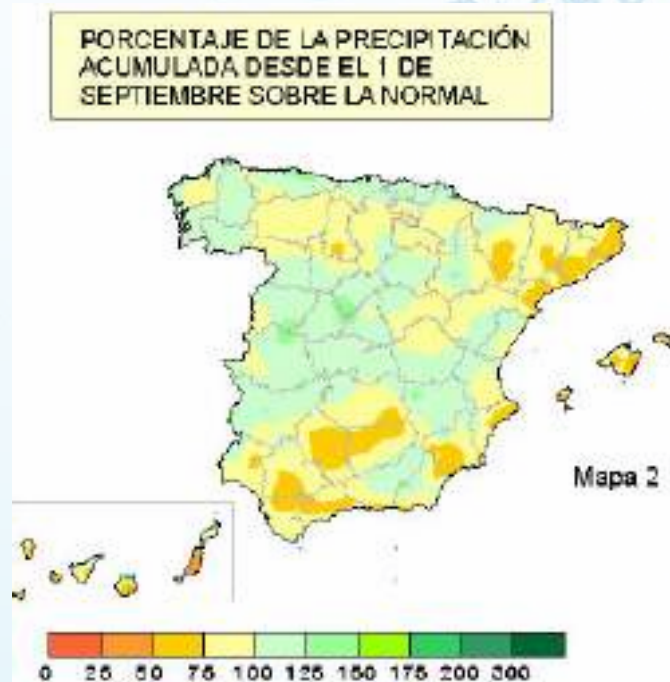 PORCENTAJE DE LA PRECIPITACIÓN
ACUMULADA DESDE EL 1 DE
SEPTIEMBRE SOBRE LA NORMAL
Mapa 2
0 25 50 75 100 125 150 175 200 300